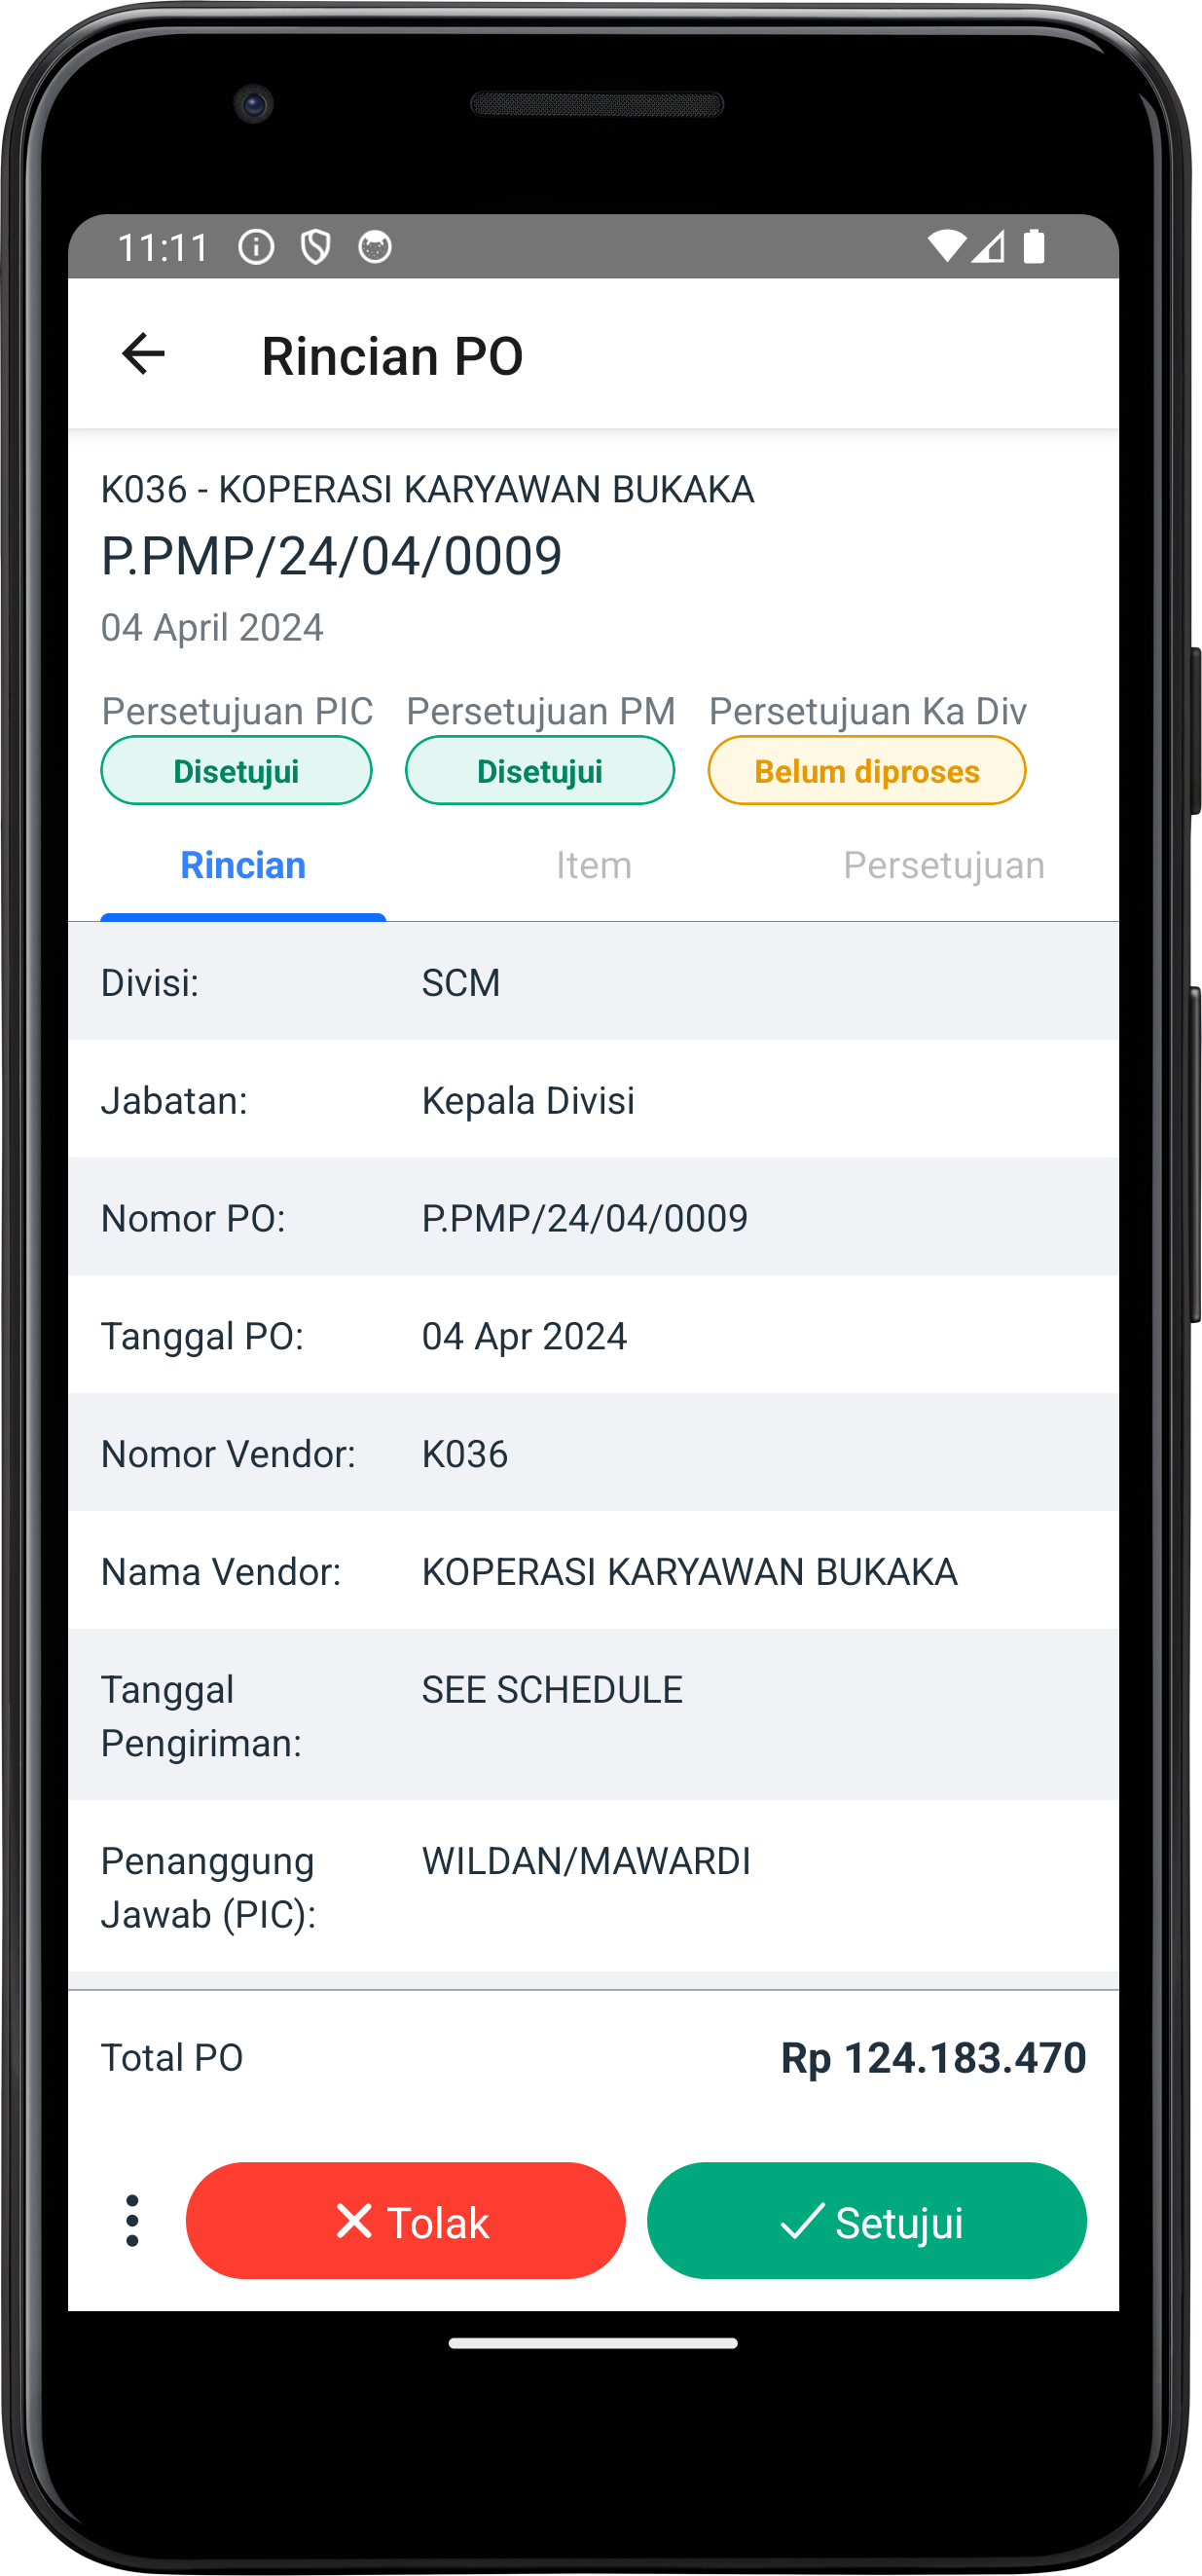 11:11
Rincian PO
K036 - KOPERASI KARYAWAN BUKAKA
P.PMP/24/04/0009
04 April 2024
Persetujuan PIC Persetujuan PM Persetujuan Ka Div
Disetujui Disetujui Belum diproses
Rincian Item Persetujuan
Divisi: SCM
Jabatan: Kepala Divisi
Nomor PO: P.PMP/24/04/0009
Tanggal PO: 04 Apr 2024
Nomor Vendor: K036
Nama Vendor: KOPERASI KARYAWAN BUKAKA
Tanggal SEE SCHEDULE
Pengiriman:
Penanggung WILDAN/MAWARDI
Jawab (PIC):
Total PO Rp 124.183.470
Tolak Setujui